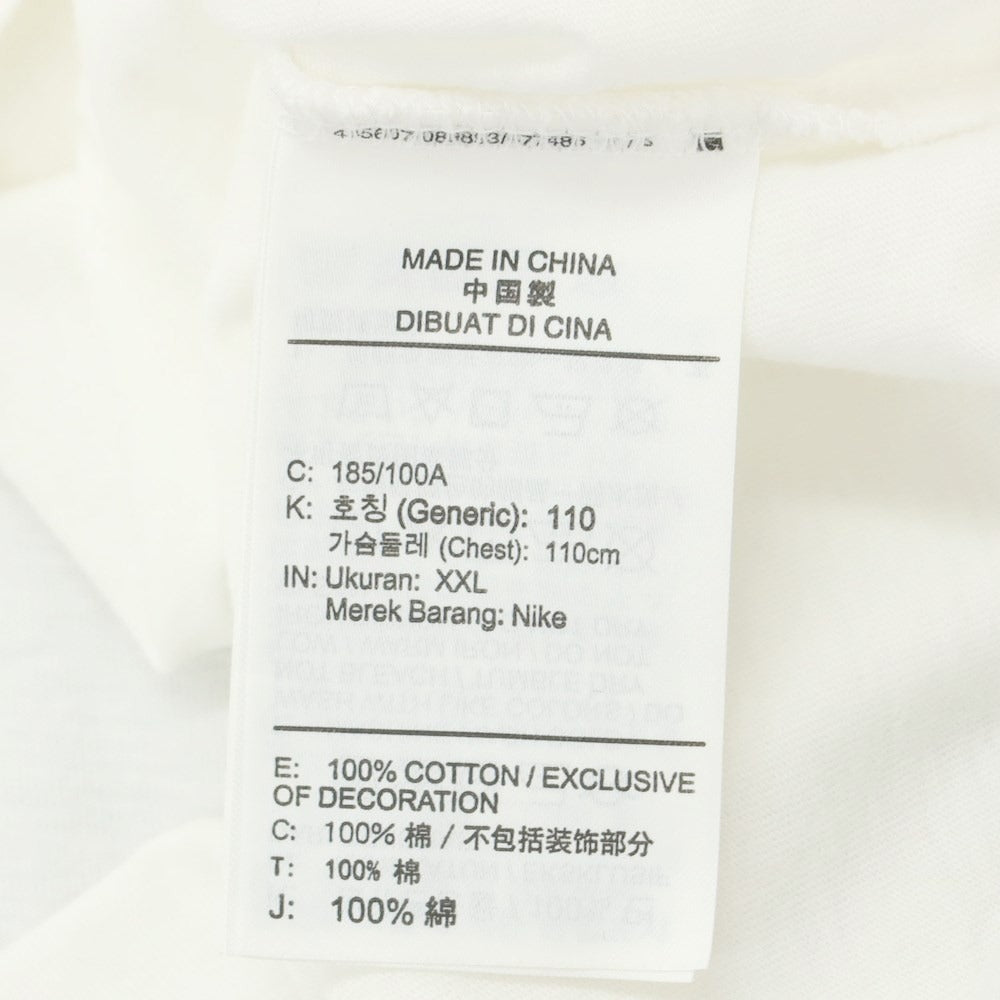 MADE IN CHINA
中国製
DIBUAT DI CINA
C: 185/100A
K: 호칭 (Generic): 110
가슴둘레 (Chest): 110cm
IN: Ukuran: XXL
Merek Barang: Nike
E: 100% COTTON / EXCLUSIVE
OF DECORATION
C: 100% 棉 / 不包括装饰部分
T: 100% 棉
J: 100% 綿